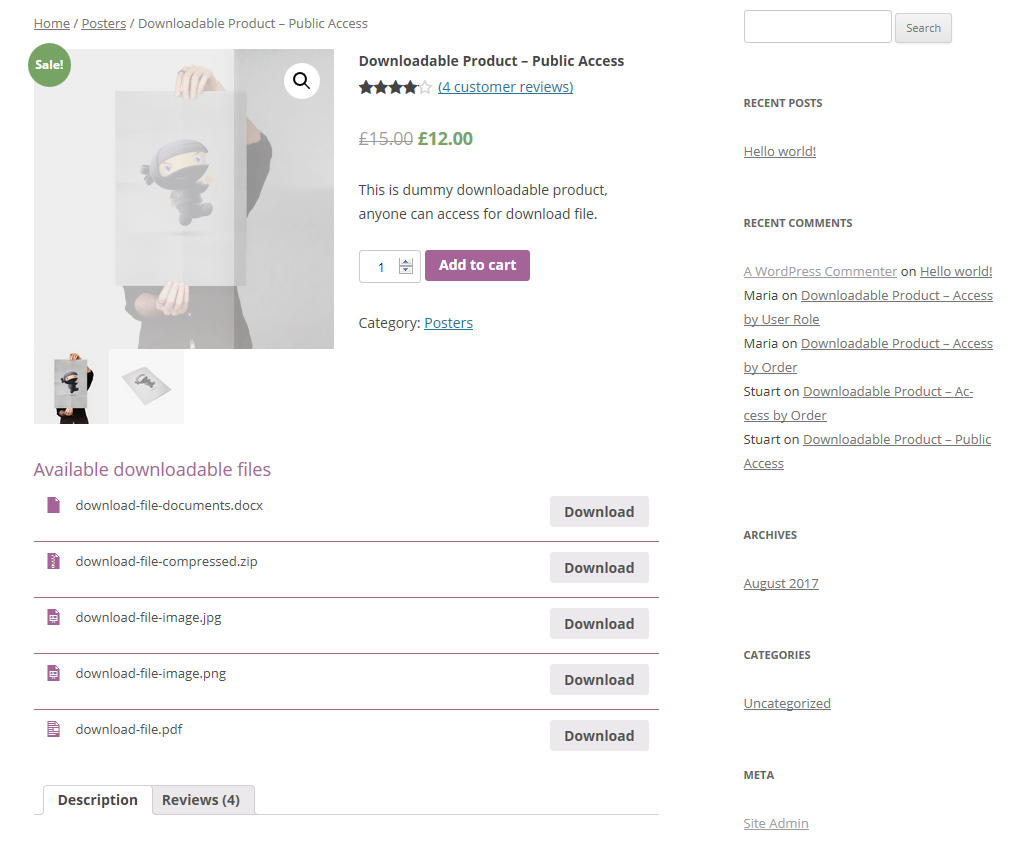 Home / Posters / Downloadable Product – Public Access
Sale!
Downloadable Product – Public Access
(4 customer reviews)
£15.00 £12.00
This is dummy downloadable product,
anyone can access for download file.
1
Add to cart
Category: Posters
Available downloadable files
download-file-documents.docx
Download
download-file-compressed.zip
Download
download-file-image.jpg
Download
download-file-image.png
Download
download-file.pdf
Download
Description
Reviews (4)
Search
RECENT POSTS
Hello world!
RECENT COMMENTS
A WordPress Commenter on Hello world!
Maria on Downloadable Product – Access
by User Role
Maria on Downloadable Product – Access
by Order
Stuart on Downloadable Product – Ac-
cess by Order
Stuart on Downloadable Product – Public
Access
ARCHIVES
August 2017
CATEGORIES
Uncategorized
META
Site Admin